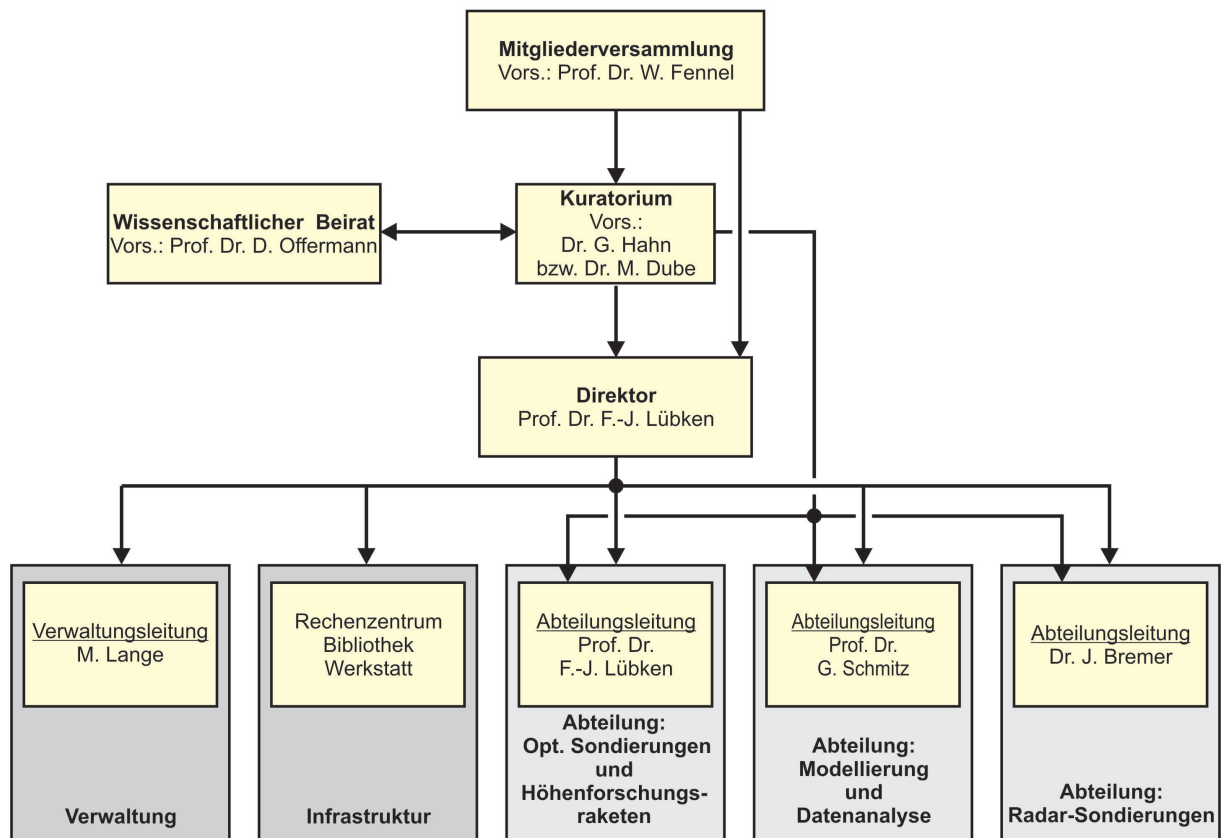 Mitgliederversammlung
Vors.: Prof. Dr. W. Fennel
Wissenschaftlicher Beirat
Vors.: Prof. Dr. D. Offermann
Kuratorium
Vors.:
Dr. G. Hahn
bzw. Dr. M. Dube
Direktor
Prof. Dr. F.-J. Lübken
Verwaltungsleitung
M. Lange
Verwaltung
Rechenzentrum
Bibliothek
Werkstatt
Infrastruktur
Abteilungsleitung
Prof. Dr.
F.-J. Lübken
Abteilung:
Opt. Sondierungen
und
Höhenforschungs-
raketen
Abteilungsleitung
Prof. Dr.
G. Schmitz
Abteilung:
Modellierung
und
Datenanalyse
Abteilungsleitung
Dr. J. Bremer
Abteilung:
Radar-Sondierungen